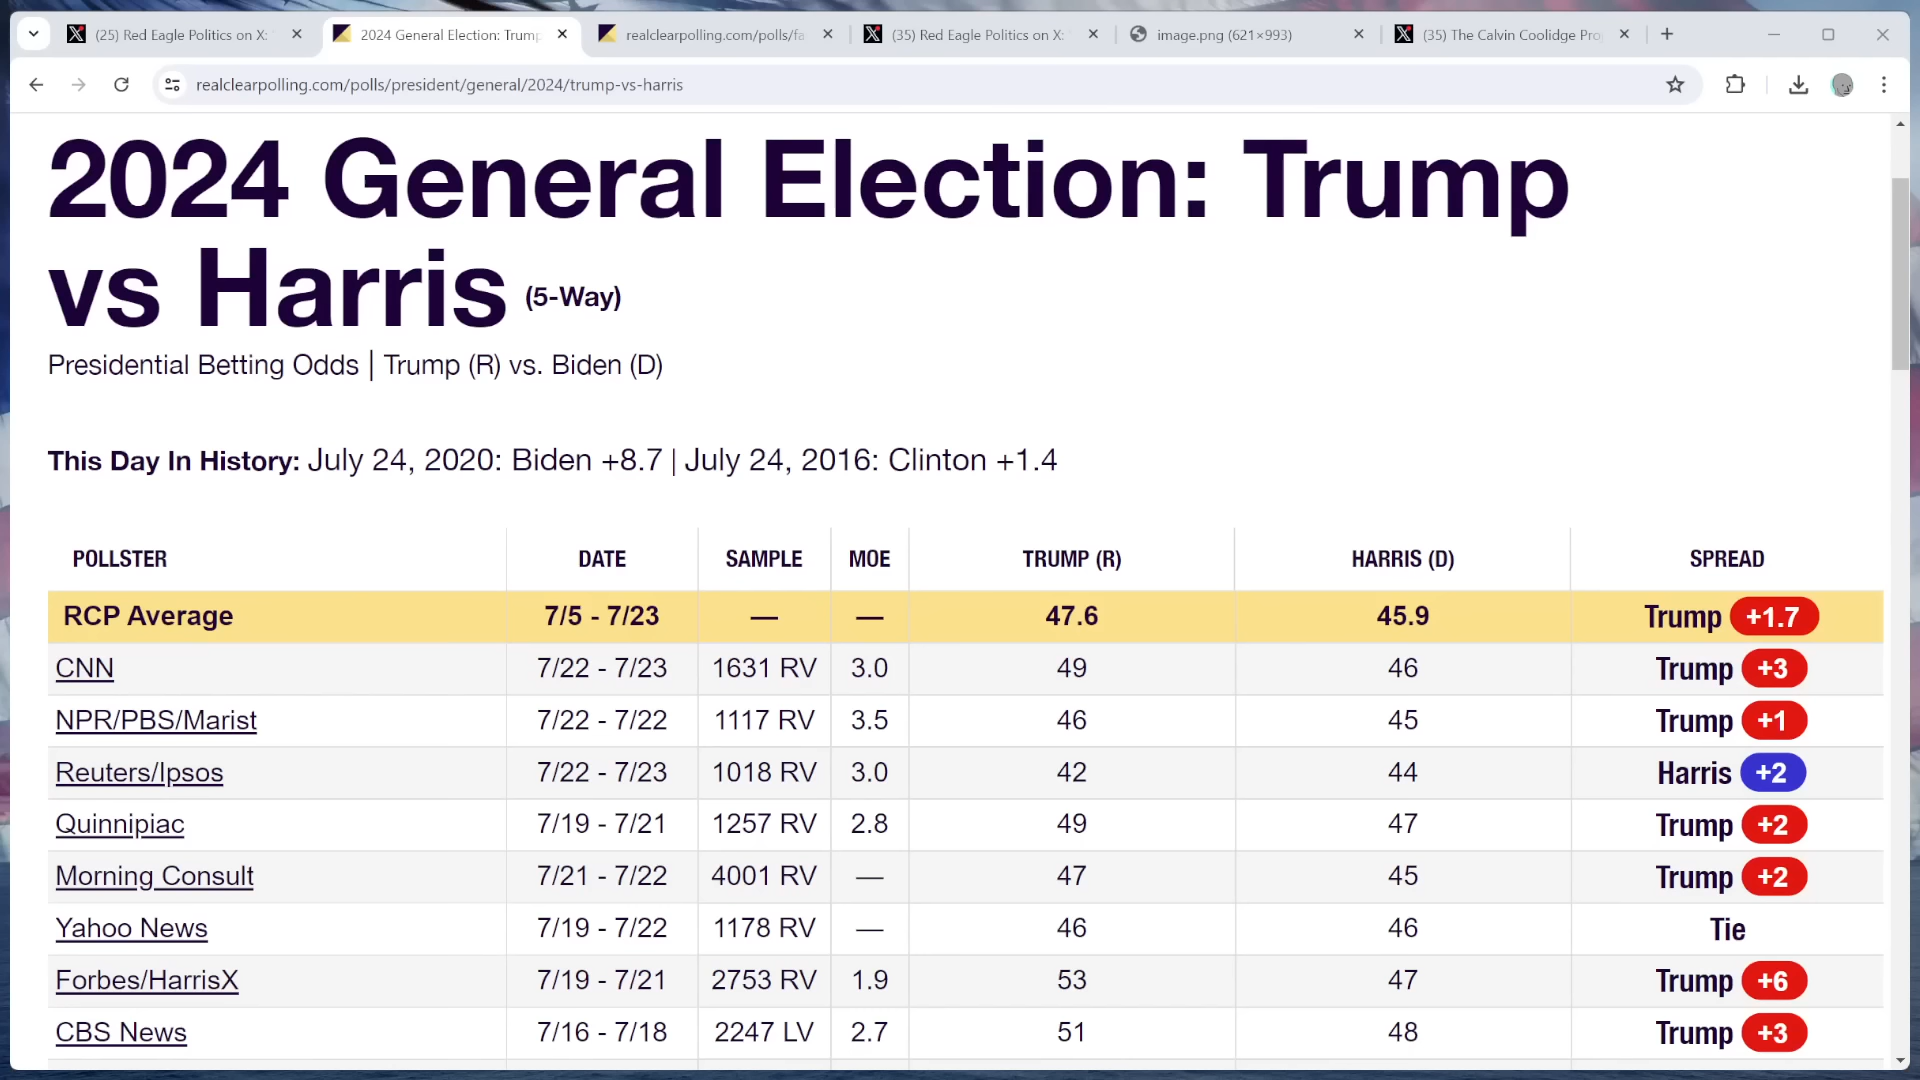 (25) Red Eagle Politics on X:
2024 General Election: Trump
realclearpolling.com/polls/fa
(35) Red Eagle Politics on X:
image.png (621×993)
(35) The Calvin Coolidge Pro
realclearpolling.com/polls/president/general/2024/trump-vs-harris
2024 General Election: Trump
vs Harris (5-Way)
Presidential Betting Odds | Trump (R) vs. Biden (D)
This Day In History: July 24, 2020: Biden +8.7 | July 24, 2016: Clinton +1.4
POLLSTER DATE SAMPLE MOE TRUMP (R) HARRIS (D) SPREAD
RCP Average 7/5 - 7/23 — — 47.6 45.9 Trump +1.7
CNN 7/22 - 7/23 1631 RV 3.0 49 46 Trump +3
NPR/PBS/Marist 7/22 - 7/22 1117 RV 3.5 46 45 Trump +1
Reuters/Ipsos 7/22 - 7/23 1018 RV 3.0 42 44 Harris +2
Quinnipiac 7/19 - 7/21 1257 RV 2.8 49 47 Trump +2
Morning Consult 7/21 - 7/22 4001 RV — 47 45 Trump +2
Yahoo News 7/19 - 7/22 1178 RV — 46 46 Tie
Forbes/HarrisX 7/19 - 7/21 2753 RV 1.9 53 47 Trump +6
CBS News 7/16 - 7/18 2247 LV 2.7 51 48 Trump +3